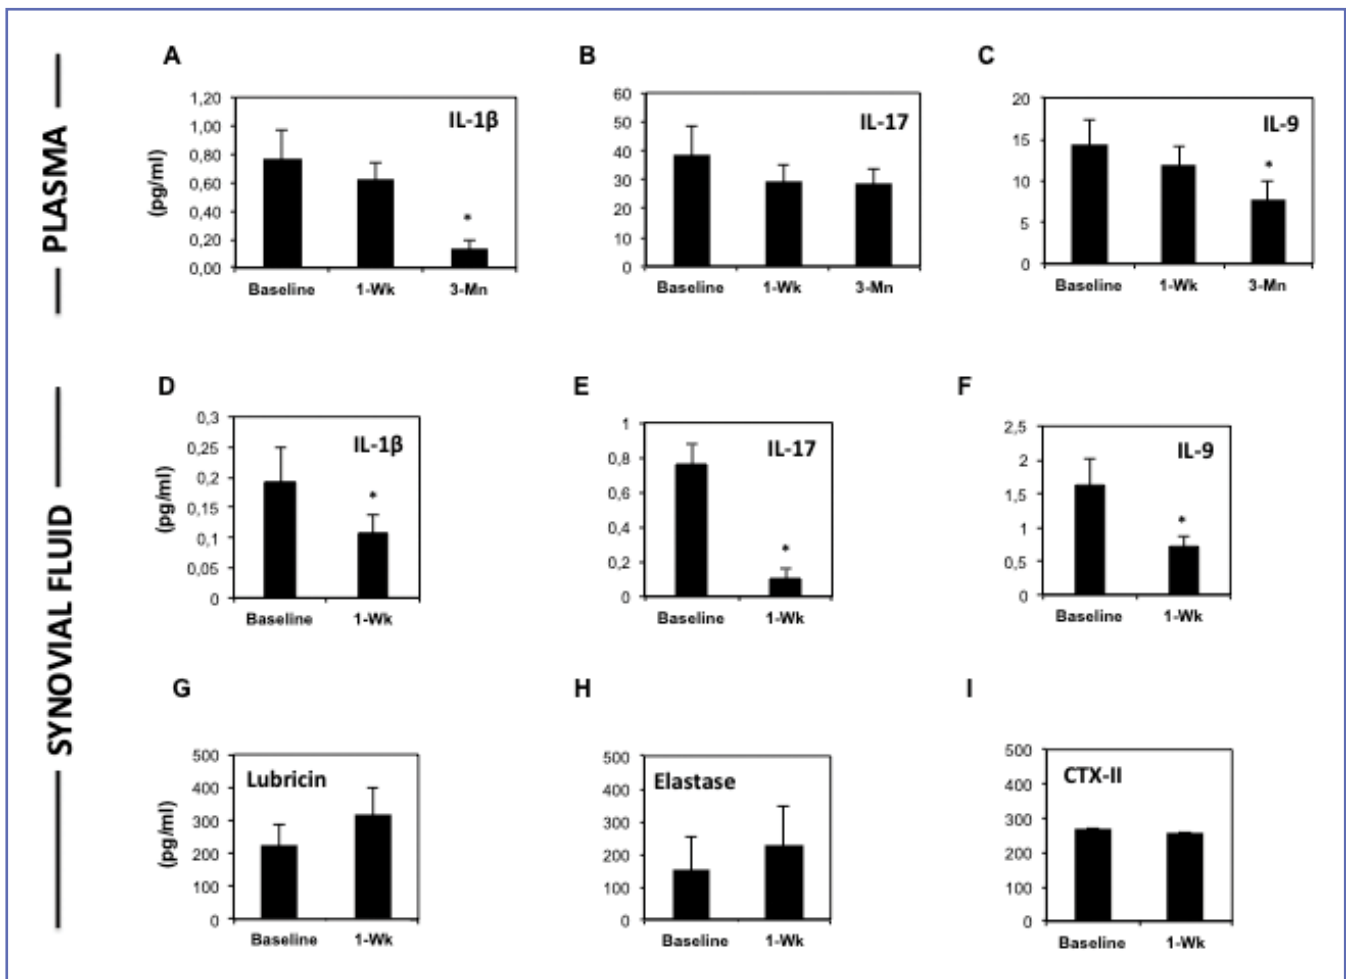 PLASMA
A
1,20
1,00
0,80
0,60
0,40
0,20
0,00
(pg/ml)
IL-1β
*
Baseline 1-Wk 3-Mn
B
60
50
40
30
20
10
0
IL-17
Baseline 1-Wk 3-Mn
C
20
15
10
5
0
IL-9
*
Baseline 1-Wk 3-Mn
SYNOVIAL FLUID
D
0,3
0,25
0,2
0,15
0,1
0,05
0
(pg/ml)
IL-1β
*
Baseline 1-Wk
E
1
0,8
0,6
0,4
0,2
0
IL-17
*
Baseline 1-Wk
F
2,5
2
1,5
1
0,5
0
IL-9
*
Baseline 1-Wk
G
500
400
300
200
100
0
(pg/ml)
Lubricin
Baseline 1-Wk
H
500
400
300
200
100
0
Elastase
Baseline 1-Wk
I
500
400
300
200
100
0
CTX-II
Baseline 1-Wk